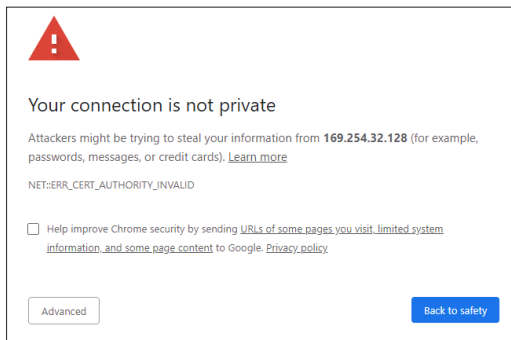 Your connection is not private
Attackers might be trying to steal your information from 169.254.32.128 (for example,
passwords, messages, or credit cards). Learn more
NET::ERR_CERT_AUTHORITY_INVALID
Help improve Chrome security by sending URLs of some pages you visit, limited system
information, and some page content to Google. Privacy policy
Advanced
Back to safety